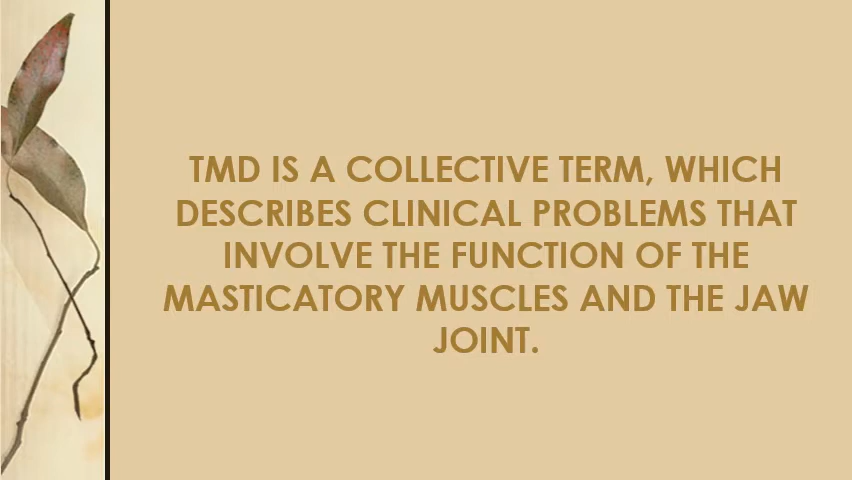 TMD IS A COLLECTIVE TERM, WHICH
DESCRIBES CLINICAL PROBLEMS THAT
INVOLVE THE FUNCTION OF THE
MASTICATORY MUSCLES AND THE JAW
JOINT.